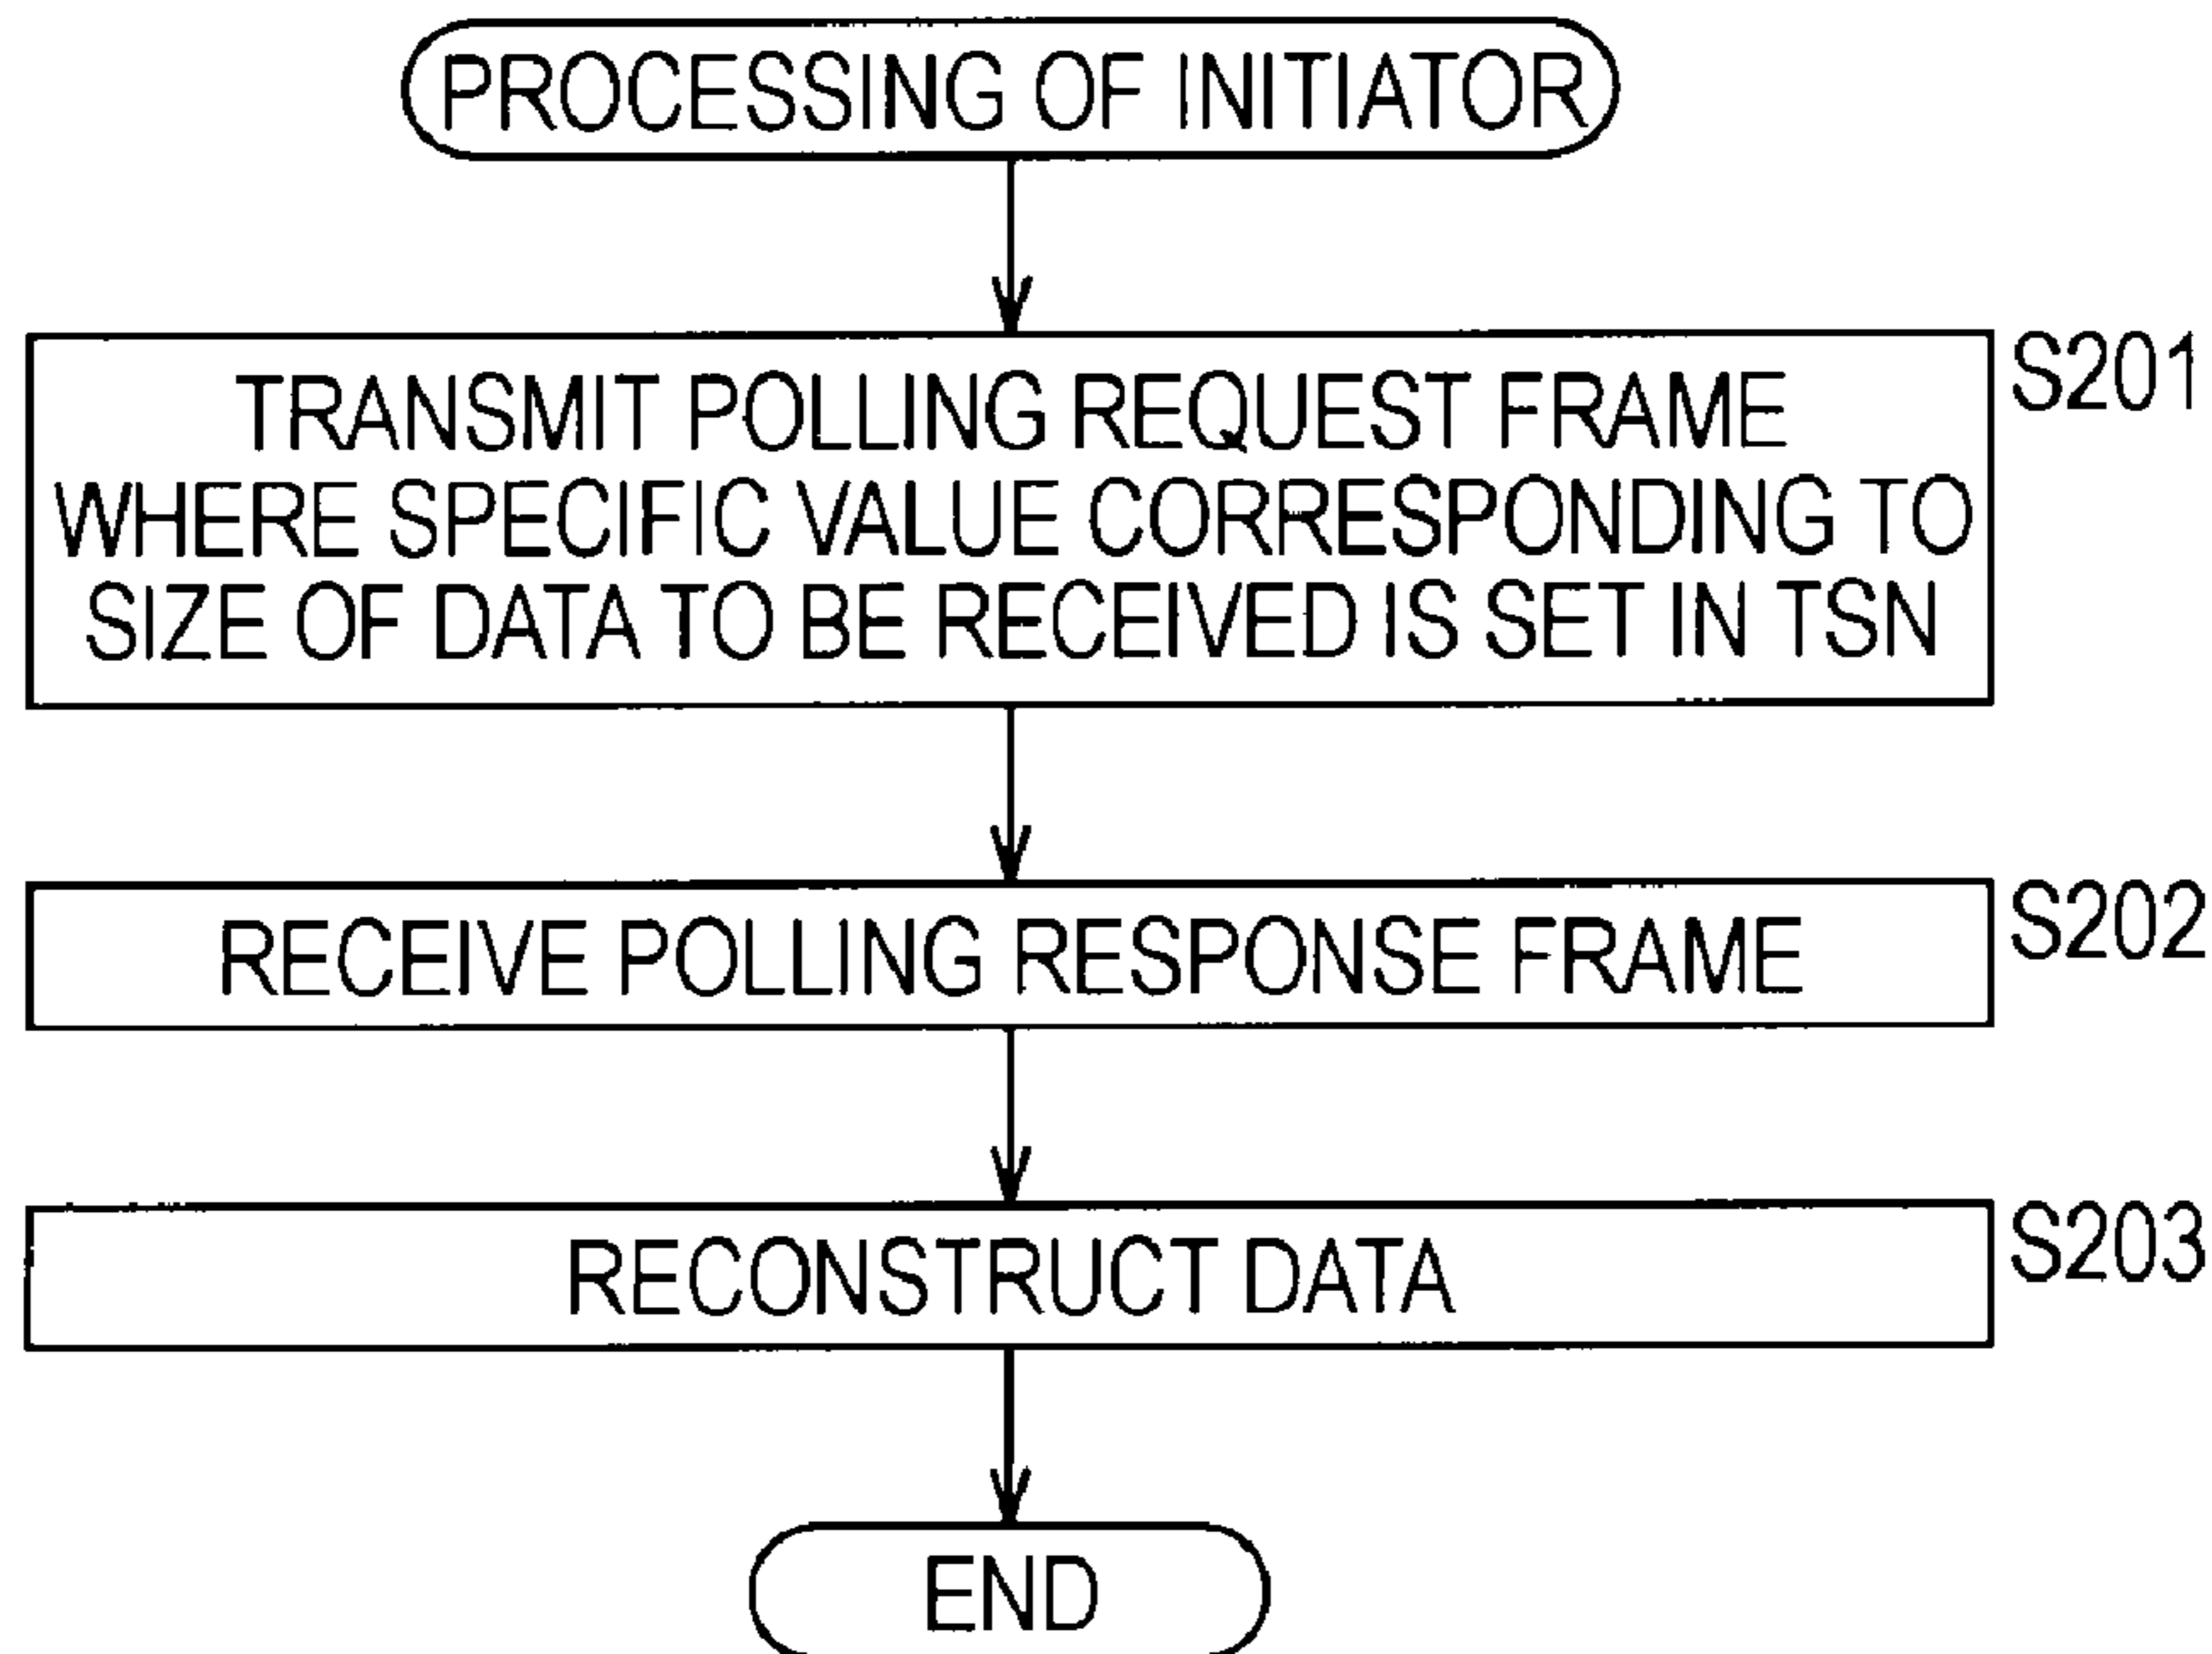 PROCESSING OF INITIATOR
TRANSMIT POLLING REQUEST FRAME
WHERE SPECIFIC VALUE CORRESPONDING TO
SIZE OF DATA TO BE RECEIVED IS SET IN TSN
S201
RECEIVE POLLING RESPONSE FRAME
S202
RECONSTRUCT DATA
S203
END